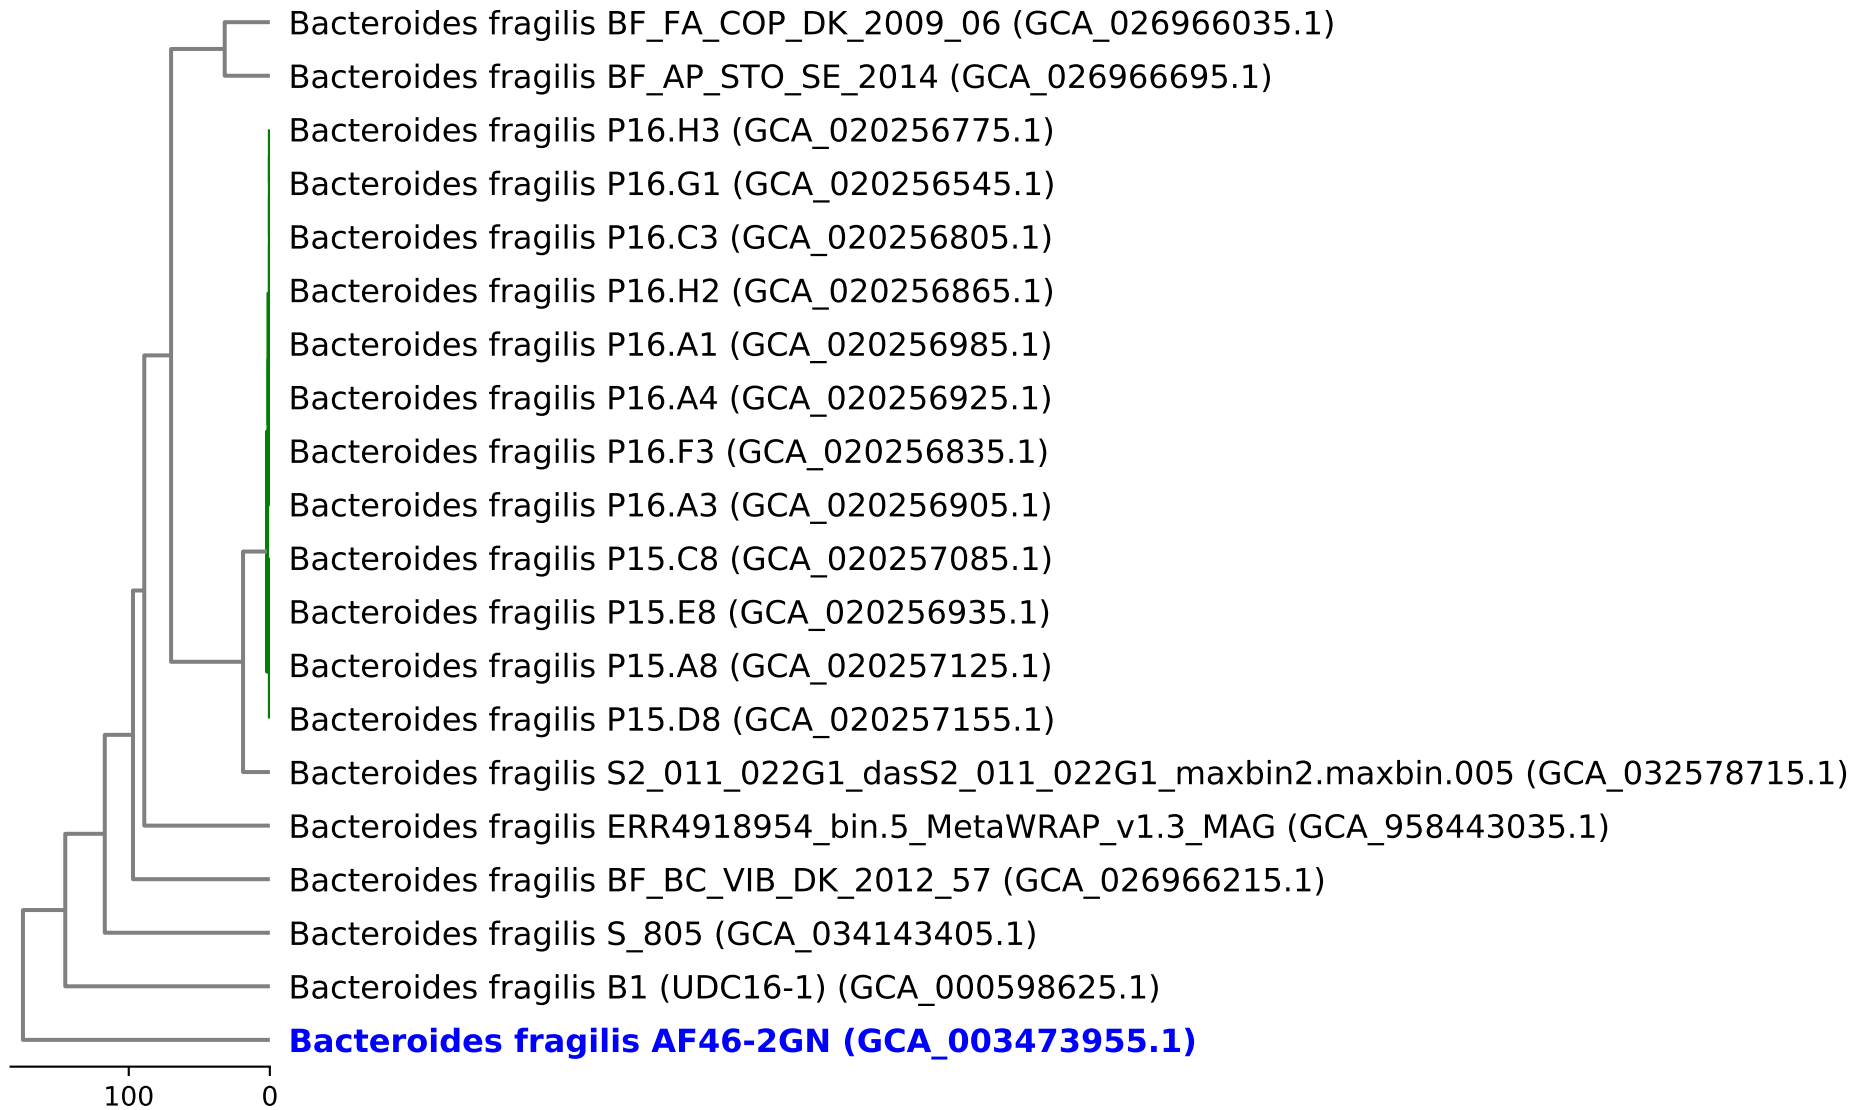 Bacteroides fragilis BF_FA_COP_DK_2009_06 (GCA_026966035.1)
Bacteroides fragilis BF_AP_STO_SE_2014 (GCA_026966695.1)
Bacteroides fragilis P16.H3 (GCA_020256775.1)
Bacteroides fragilis P16.G1 (GCA_020256545.1)
Bacteroides fragilis P16.C3 (GCA_020256805.1)
Bacteroides fragilis P16.H2 (GCA_020256865.1)
Bacteroides fragilis P16.A1 (GCA_020256985.1)
Bacteroides fragilis P16.A4 (GCA_020256925.1)
Bacteroides fragilis P16.F3 (GCA_020256835.1)
Bacteroides fragilis P16.A3 (GCA_020256905.1)
Bacteroides fragilis P15.C8 (GCA_020257085.1)
Bacteroides fragilis P15.E8 (GCA_020256935.1)
Bacteroides fragilis P15.A8 (GCA_020257125.1)
Bacteroides fragilis P15.D8 (GCA_020257155.1)
Bacteroides fragilis S2_011_022G1_dasS2_011_022G1_maxbin2.maxbin.005 (GCA_032578715.1)
Bacteroides fragilis ERR4918954_bin.5_MetaWRAP_v1.3_MAG (GCA_958443035.1)
Bacteroides fragilis BF_BC_VIB_DK_2012_57 (GCA_026966215.1)
Bacteroides fragilis S_805 (GCA_034143405.1)
Bacteroides fragilis B1 (UDC16-1) (GCA_000598625.1)
Bacteroides fragilis AF46-2GN (GCA_003473955.1)
100 0